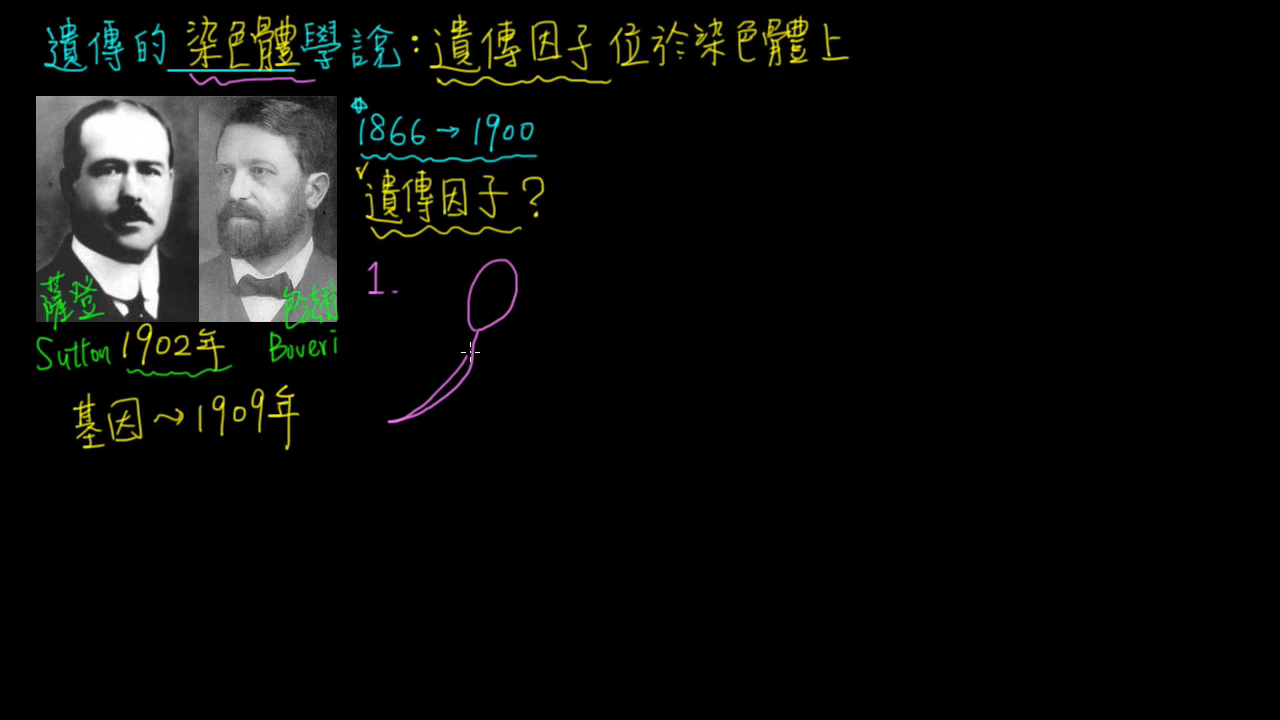 遺傳的染色體學說:遺傳因子位於染色體上
1866→1900
遺傳因子?
1.
薩登
Sutton 1902年 Boveri
基因~→1909年